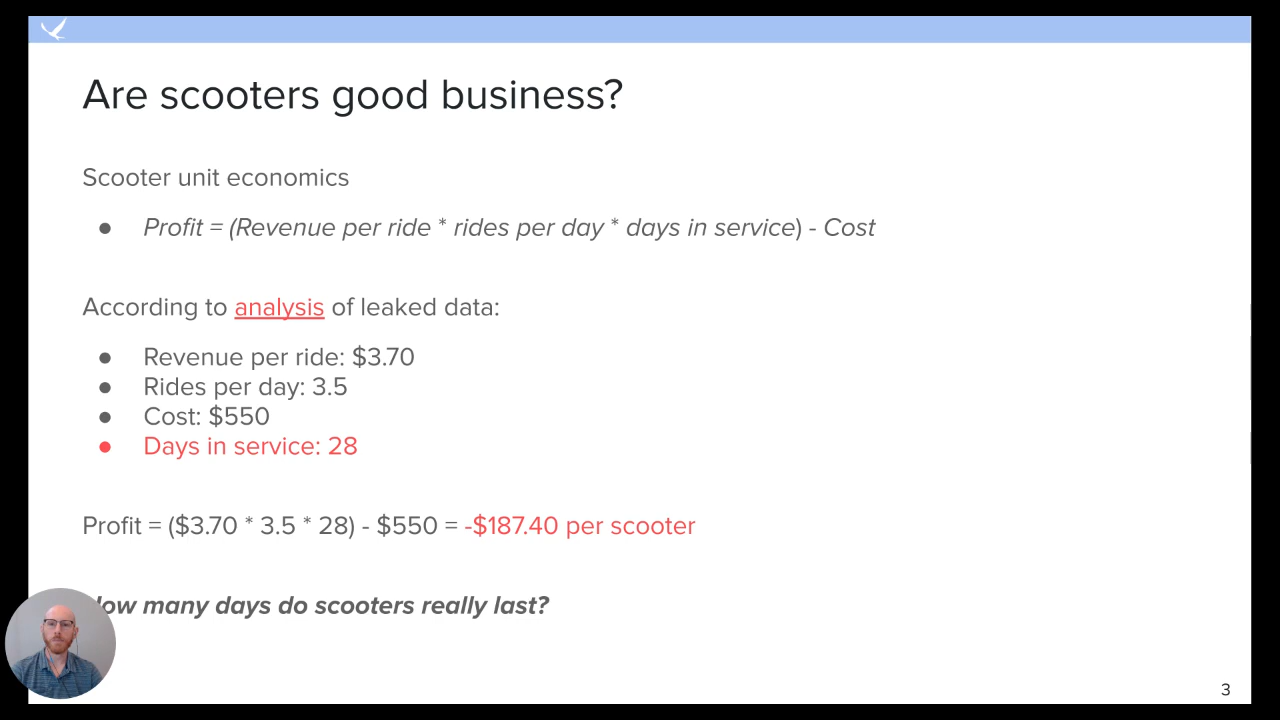 Are scooters good business?
Scooter unit economics
● Profit = (Revenue per ride * rides per day * days in service) - Cost
According to analysis of leaked data:
● Revenue per ride: $3.70
● Rides per day: 3.5
● Cost: $550
● Days in service: 28
Profit = ($3.70 * 3.5 * 28) - $550 = -$187.40 per scooter
many days do scooters really last?
3